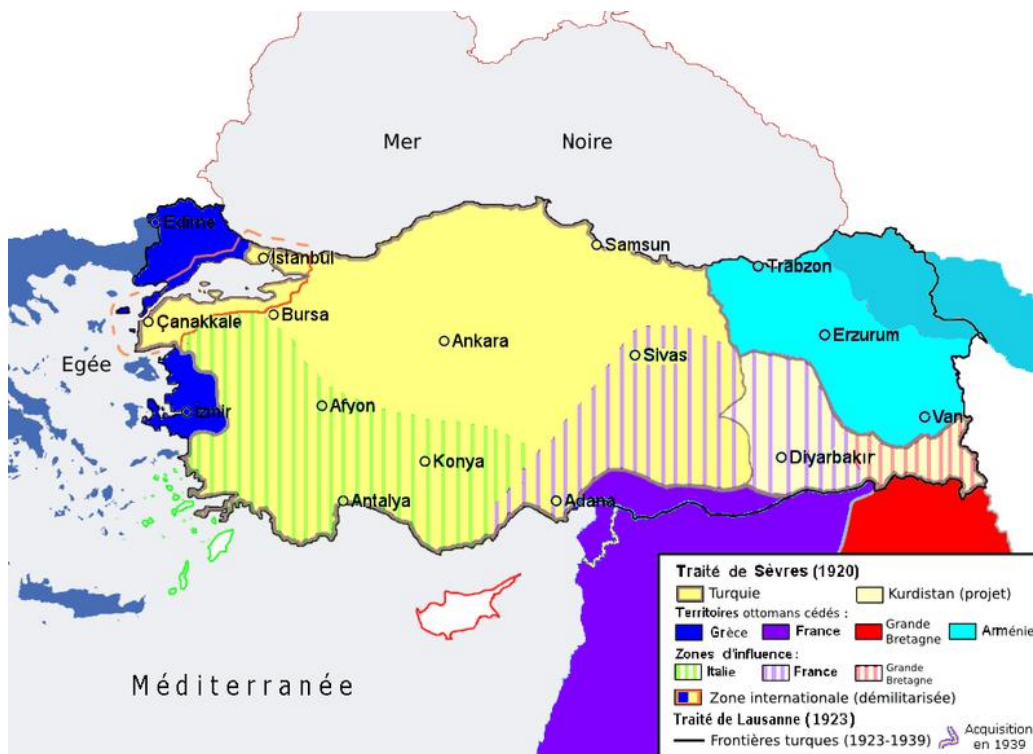 Mer Noire
Edirne
Istanbul
Samsun
Trabzon
Çanakkale
Bursa
Ankara
Sivas
Erzurum
Egée
Izmir
Afyon
Van
Konya
Diyarbakır
Antalya
Adana
Méditerranée
Traité de Sèvres (1920)
Turquie Kurdistan (projet)
Territoires ottomans cédés :
Grèce France Grande Bretagne Arménie
Zones d'influence :
Italie France Grande Bretagne
Zone internationale (démilitarisée)
Traité de Lausanne (1923)
Frontières turques (1923-1939) Acquisition en 1939